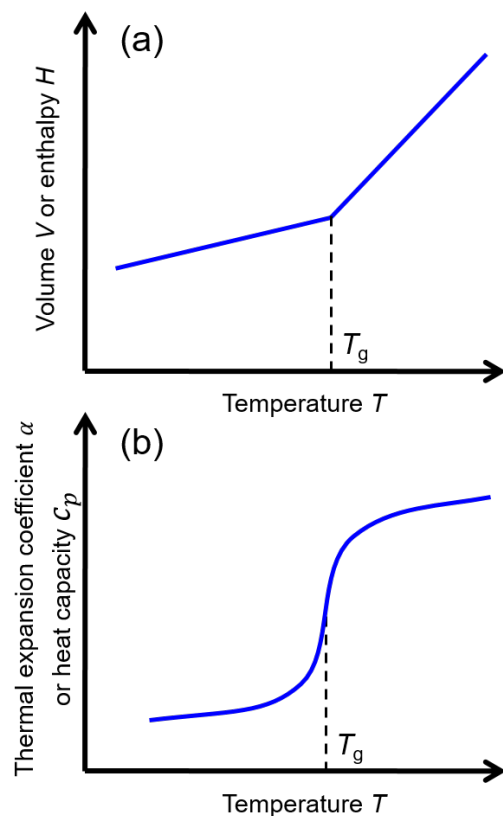 (a)
Volume V or enthalpy H
Tg
Temperature T
(b)
Thermal expansion coefficient α
or heat capacity Cp
Tg
Temperature T